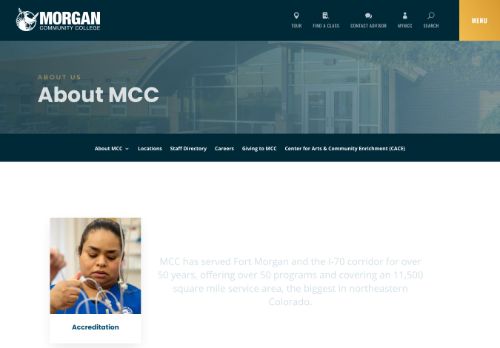 MORGAN
COMMUNITY COLLEGE
TOUR
FIND A CLASS
CONTACT ADVISOR
MYMCC
SEARCH
MENU
ABOUT US
About MCC
About MCC
Locations
Staff Directory
Careers
Giving to MCC
Center for Arts & Community Enrichment (CACE)
MCC has served Fort Morgan and the I-70 corridor for over
50 years, offering over 50 programs and covering an 11,500
square mile service area, the biggest in northeastern
Colorado.
Accreditation